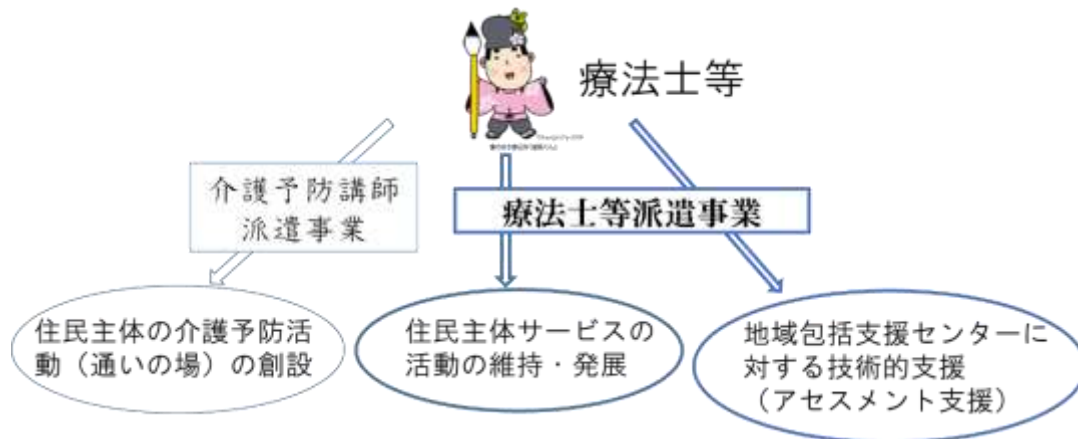 療法士等
介護予防講師
派遣事業
療法士等派遣事業
住民主体の介護予防活
動（通いの場）の創設
住民主体サービスの
活動の維持・発展
地域包括支援センターに
対する技術的支援
（アセスメント支援）